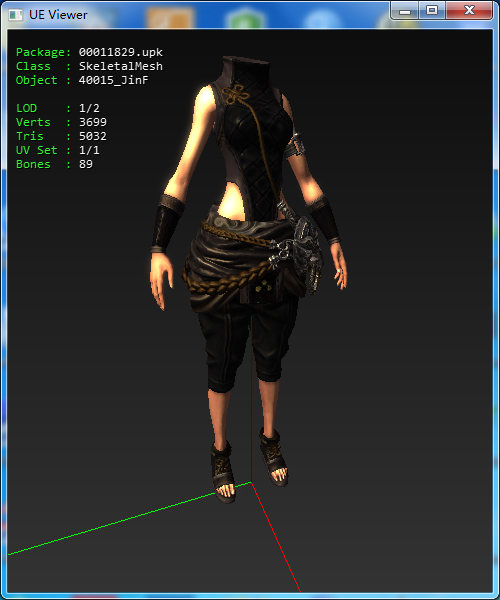 UE Viewer
Package: 00011829.upk
Class : SkeletalMesh
Object : 40015_JinF
LOD : 1/2
Verts : 3699
Tris : 5032
UV Set : 1/1
Bones : 89